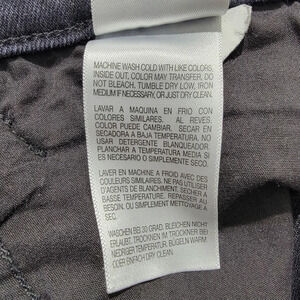 MACHINE WASH COLD WITH LIKE COLORS,
INSIDE OUT. COLOR MAY TRANSFER. DO
NOT BLEACH. TUMBLE DRY LOW, IRON
MEDIUM IF NECESSARY, OR JUST DRY CLEAN.
LAVAR A MAQUINA EN FRIO CON
COLORES SIMILARES. AL REVES.
COLOR PUEDE CAMBIAR. SECAR EN
SECADORA A BAJA TEMPERATURA. NO
USAR DETERGENTE BLANQUEADOR.
PLANCHAR A TEMPERATURA MEDIA SI
ES NECESARIO O SIMPLEMENTE SECO.
LAVER EN MACHINE A FROID AVEC DES
COULEURS SIMILAIRES. NE PAS UTILISER
D'AGENTS DE BLANCHIMENT. SECHER A
BASSE TEMPERATURE. REPASSER AU
BESOIN, OU SIMPLEMENT NETTOYAGE
A SEC.
WASCHEN BEI 30 GRAD. BLEICHEN NICHT
ERLAUBT. TROCKNEN IM TROCKNER BEI
NIEDRIGER TEMPERATUR. BÜGELN WARM
ODER EINFACH DRY CLEAN.